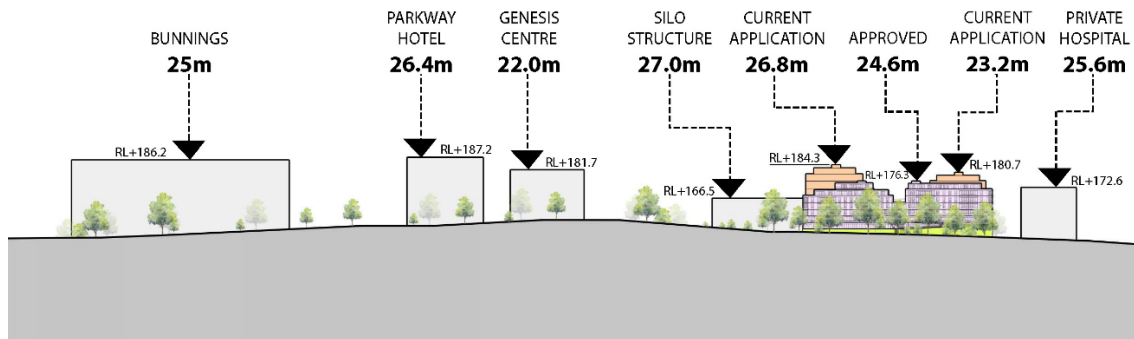 BUNNINGS
25m
PARKWAY
HOTEL
26.4m
GENESIS
CENTRE
22.0m
SILO
STRUCTURE
27.0m
CURRENT
APPLICATION
26.8m
APPROVED
24.6m
CURRENT
APPLICATION
23.2m
PRIVATE
HOSPITAL
25.6m
RL+186.2
RL+187.2
RL+181.7
RL+166.5
RL+184.3
RL+176.3
RL+180.7
RL+172.6